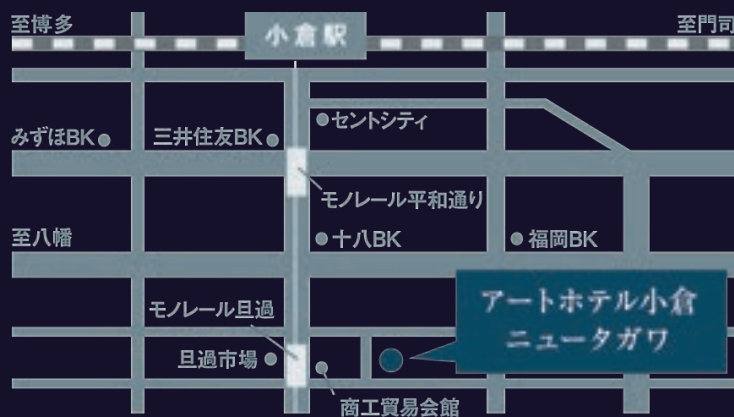 至博多
小倉駅
至門司
セントシティ
みずほBK
三井住友BK
モノレール平和通り
至八幡
十八BK
福岡BK
アートホテル小倉
ニュータガワ
モノレール旦過
旦過市場
商工貿易会館